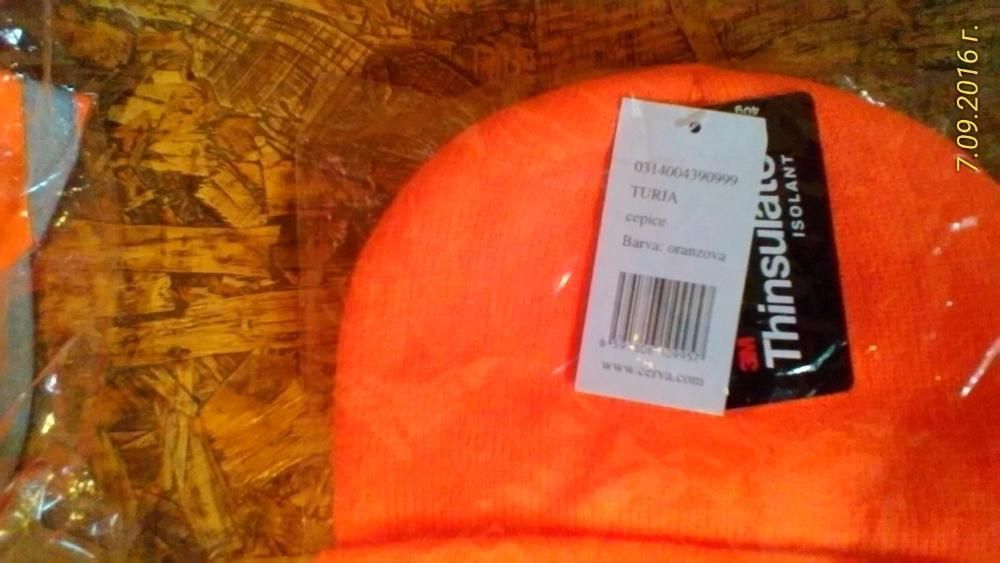 0314004390999
TURIA
cepice
Barva: oranzova
www.cerva.com
3M
Thinsulate
ISOLANT
7.09.2016 г.